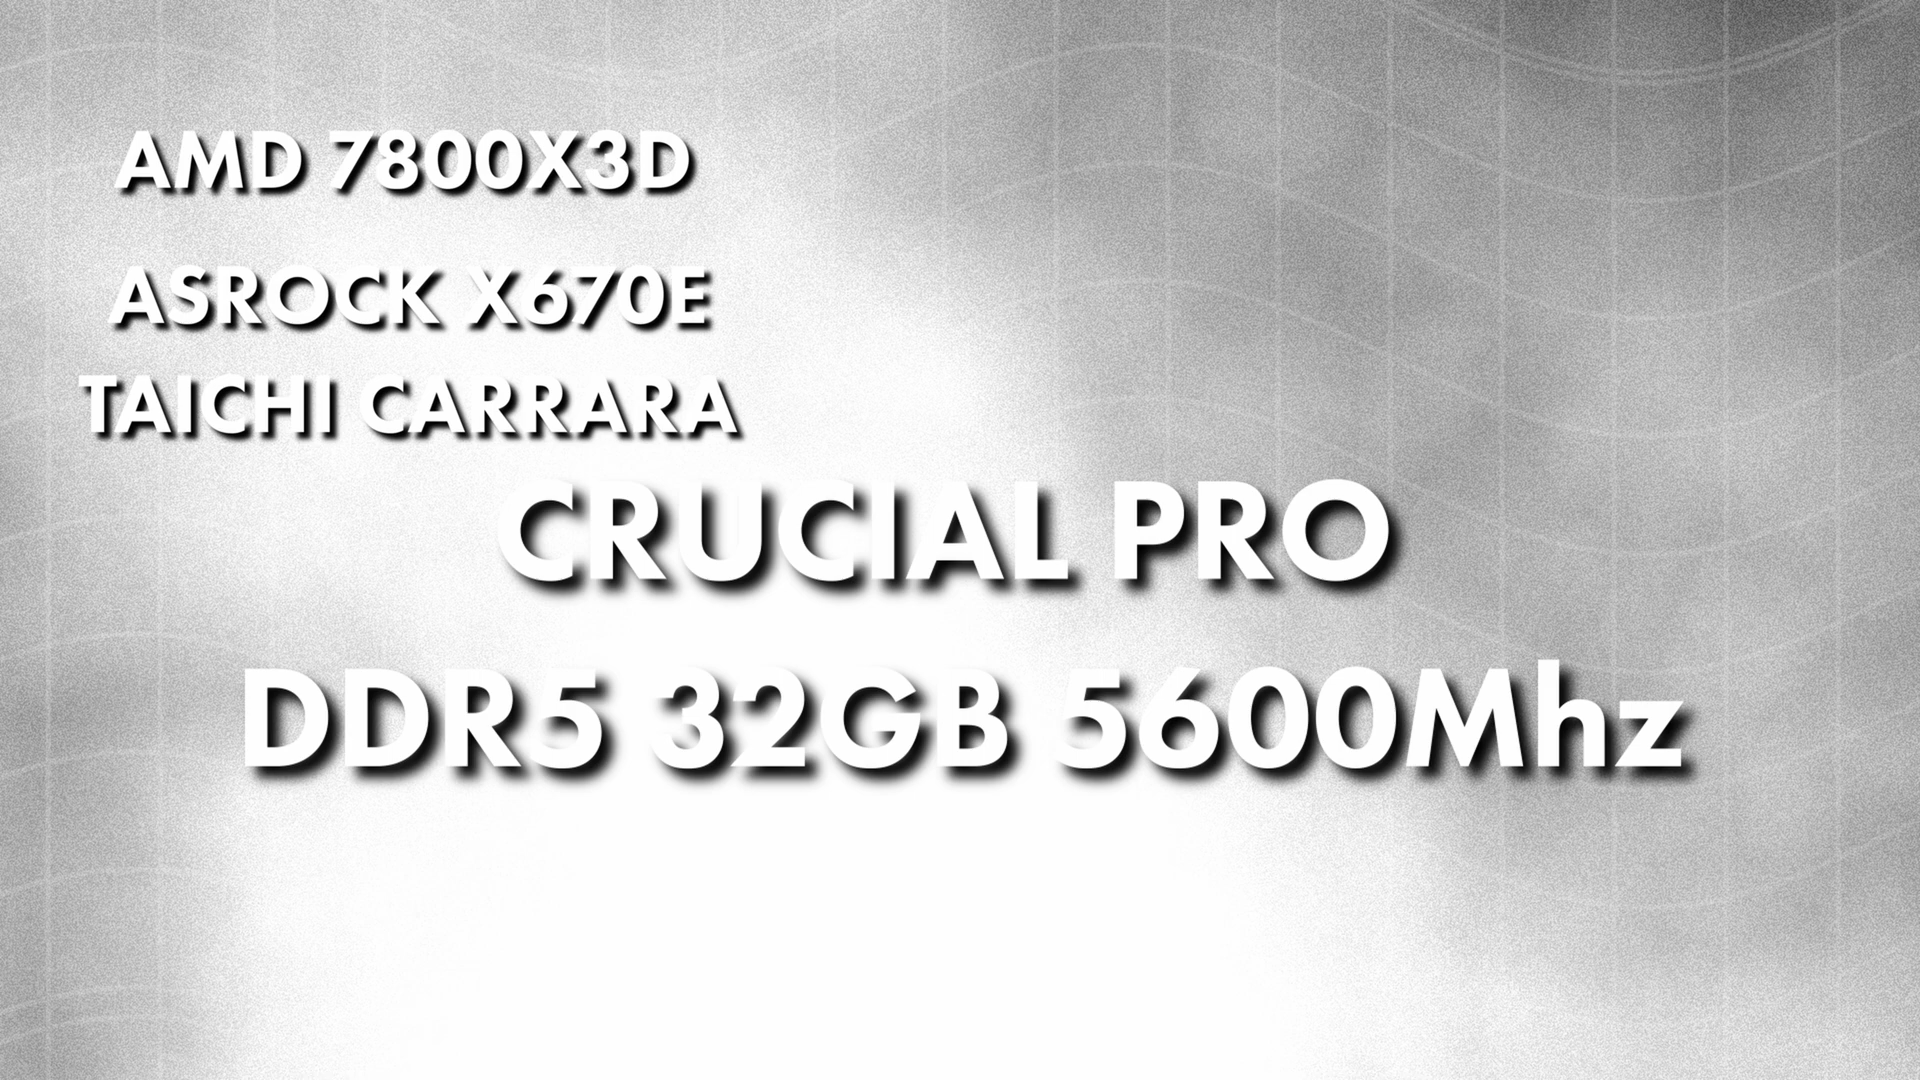 AMD 7800X3D
ASROCK X670E
TAICHI CARRARA
CRUCIAL PRO
DDR5 32GB 5600Mhz